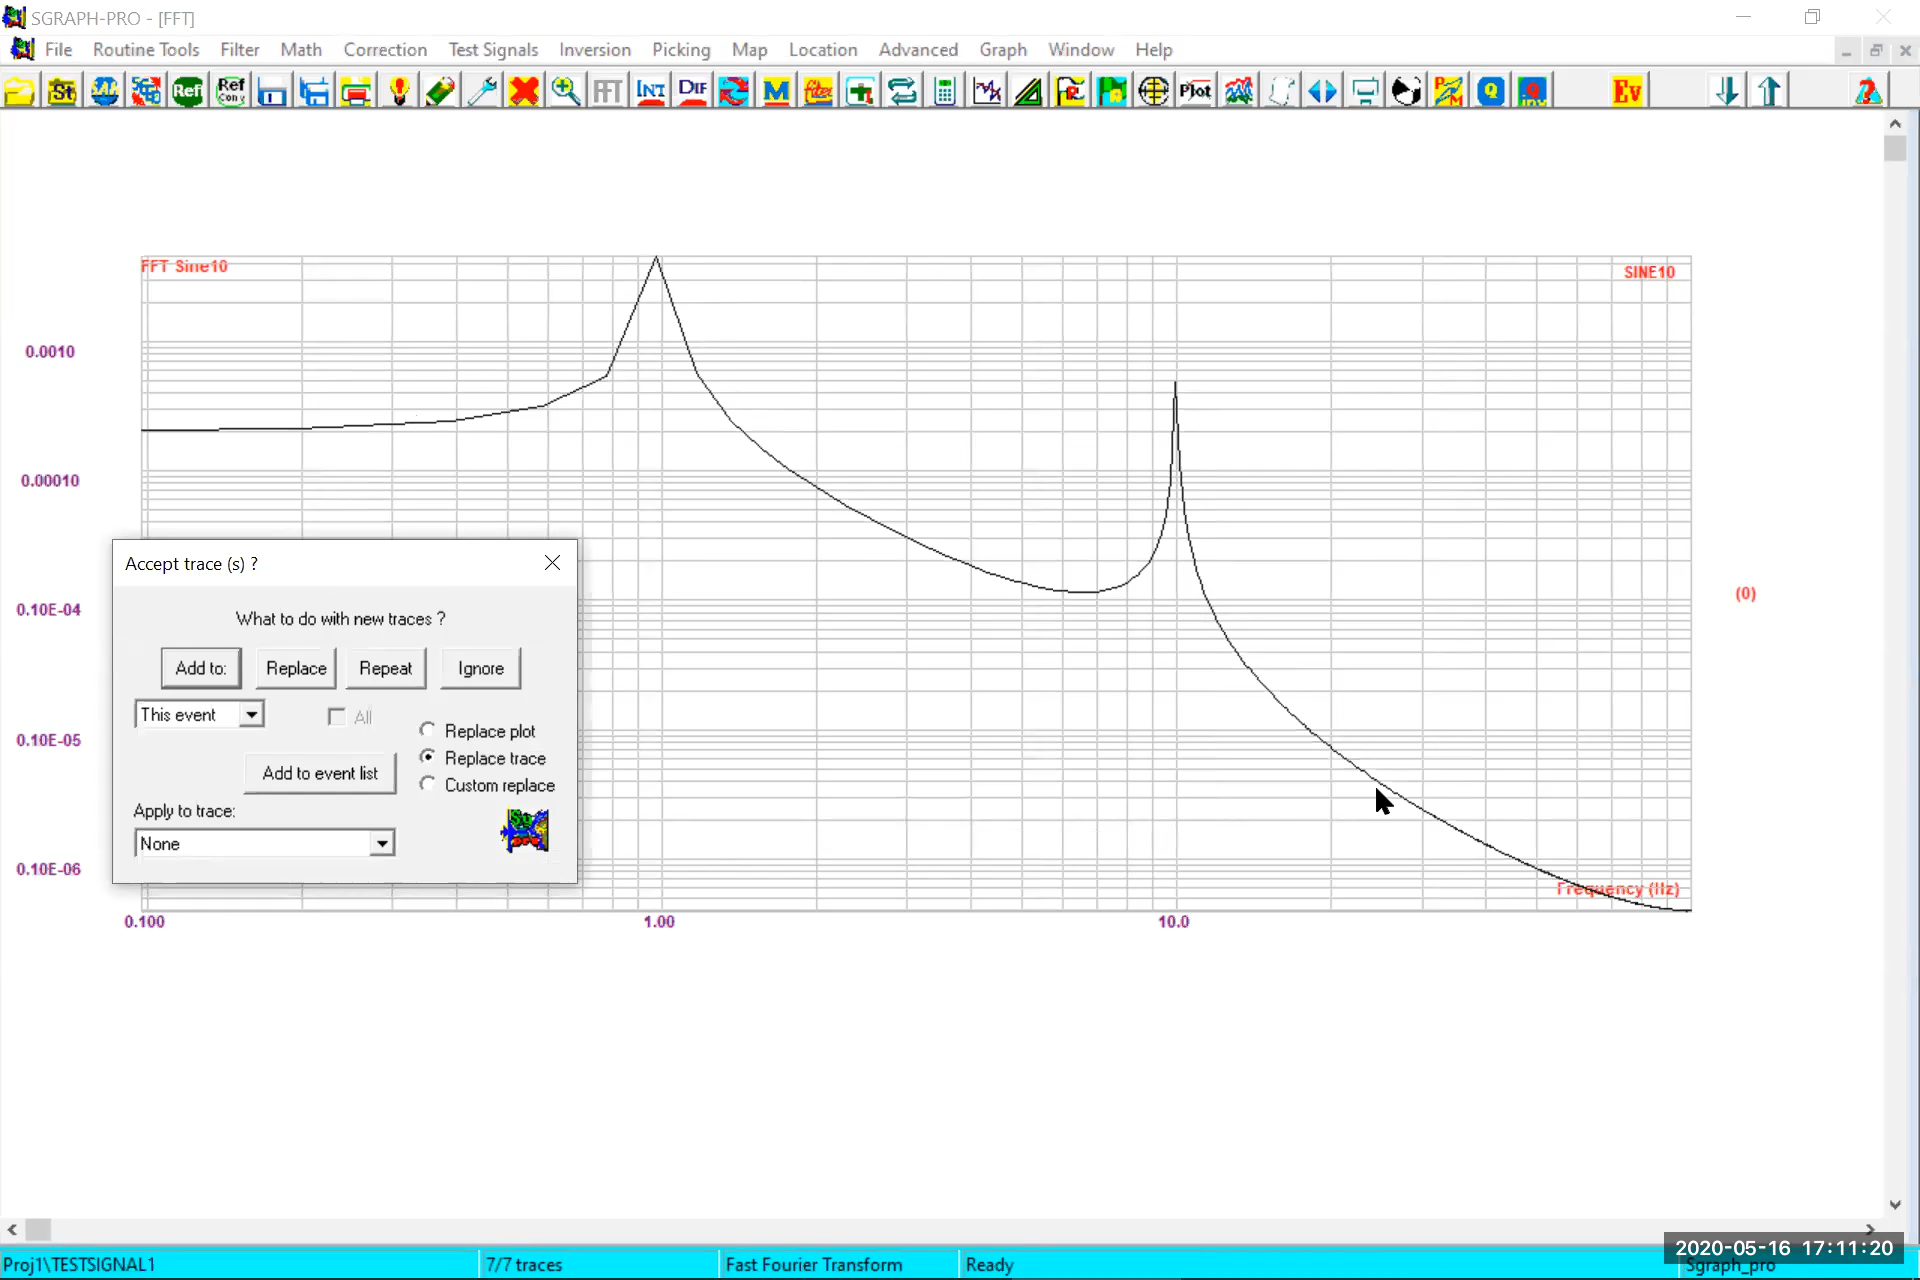 SGRAPH-PRO - [FFT]
File Routine Tools Filter Math Correction Test Signals Inversion Picking Map Location Advanced Graph Window Help
St Ref Ref Conv FFT INT DIF M filter Plot Ev
FFT Sine10
SINE10
0.0010
0.00010
0.10E-04
0.10E-05
0.10E-06
(0)
Accept trace (s) ?
What to do with new traces ?
Add to: Replace Repeat Ignore
This event All
Replace plot
Replace trace
Add to event list
Custom replace
Apply to trace:
None
Frequency (Hz)
0.100 1.00 10.0
2020-05-16 17:11:20
Proj1\TESTSIGNAL1 7/7 traces Fast Fourier Transform Ready Sgraph_pro